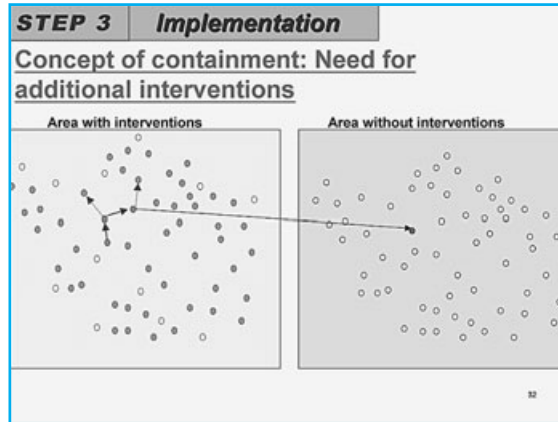 STEP 3 Implementation
Concept of containment: Need for
additional interventions
Area with interventions Area without interventions
32